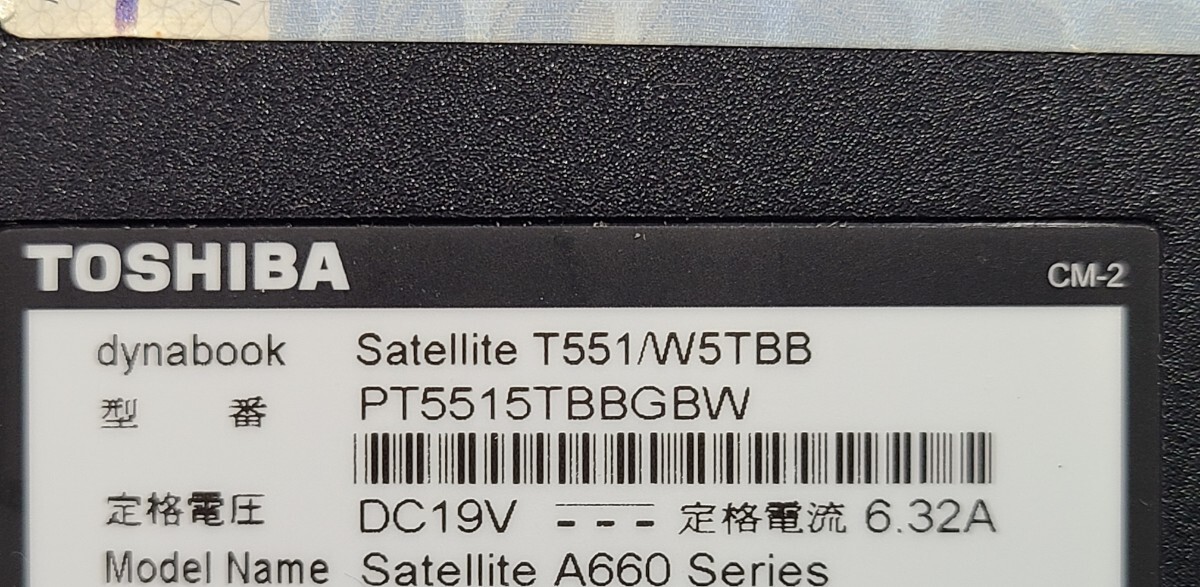 TOSHIBA CM-2
dynabook Satellite T551/W5TBB
型番 PT5515TBBGBW
定格電圧 DC19V 定格電流 6.32A
Model Name Satellite A660 Series